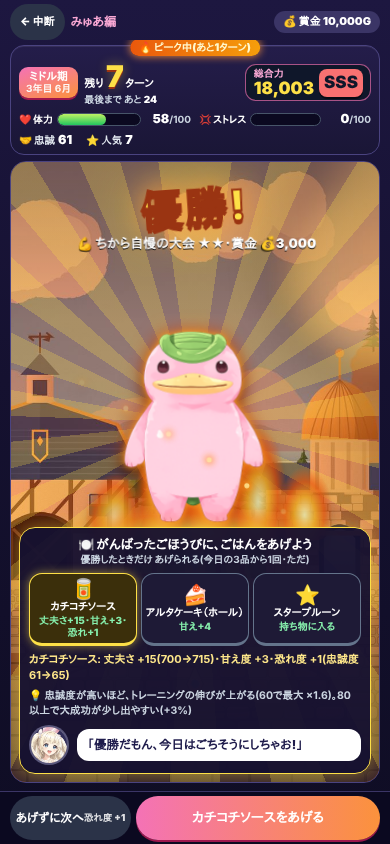 ← 中断
みゅあ編
💰 賞金 10,000G
🔥 ピーク中(あと1ターン)
ミドル期
3年目 6月
残り 7 ターン
最後まで あと 24
総合力
18,003 SSS
❤️ 体力 58/100 💢 ストレス 0/100
🤝 忠誠 61 ⭐ 人気 7
優勝！
💪 ちから自慢の大会 ★★・賞金 💰3,000
🍽️ がんばったごほうびに、ごはんをあげよう
優勝したときだけ あげられる(今日の3品から1回・ただ)
カチコチソース
丈夫さ+15・甘え+3・
恐れ+1
アルタケーキ(ホール)
甘え+4
スタープルーン
持ち物に入る
カチコチソース: 丈夫さ +15(700→715)・甘え度 +3・恐れ度 +1(忠誠度
61→65)
💡 忠誠度が高いほど、トレーニングの伸びが上がる(60で最大 ×1.6)。80
以上で大成功が少し出やすい(+3%)
「優勝だもん、今日はごちそうにしちゃお！」
あげずに次へ 恐れ度 +1
カチコチソースをあげる